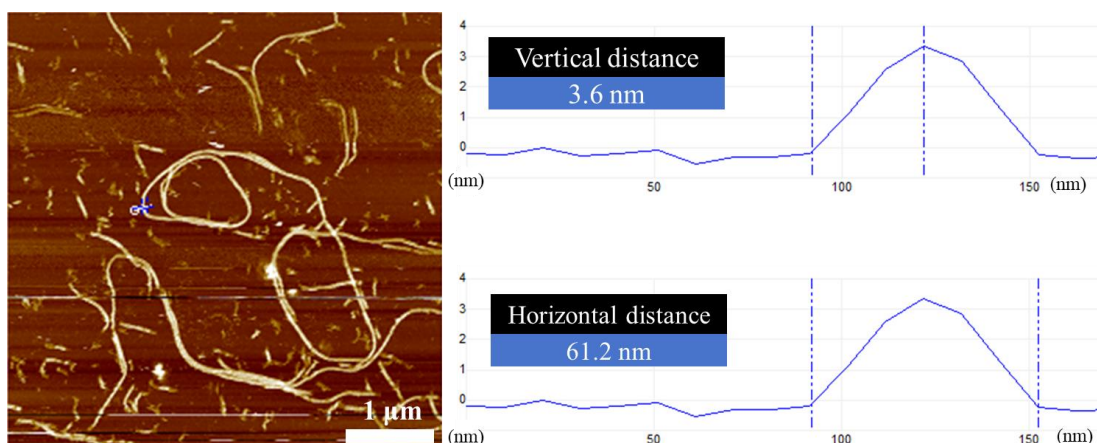 1 μm
4
3
2
1
0
(nm)
50
100
150
(nm)
Vertical distance
3.6 nm
4
3
2
1
0
(nm)
50
100
150
(nm)
Horizontal distance
61.2 nm